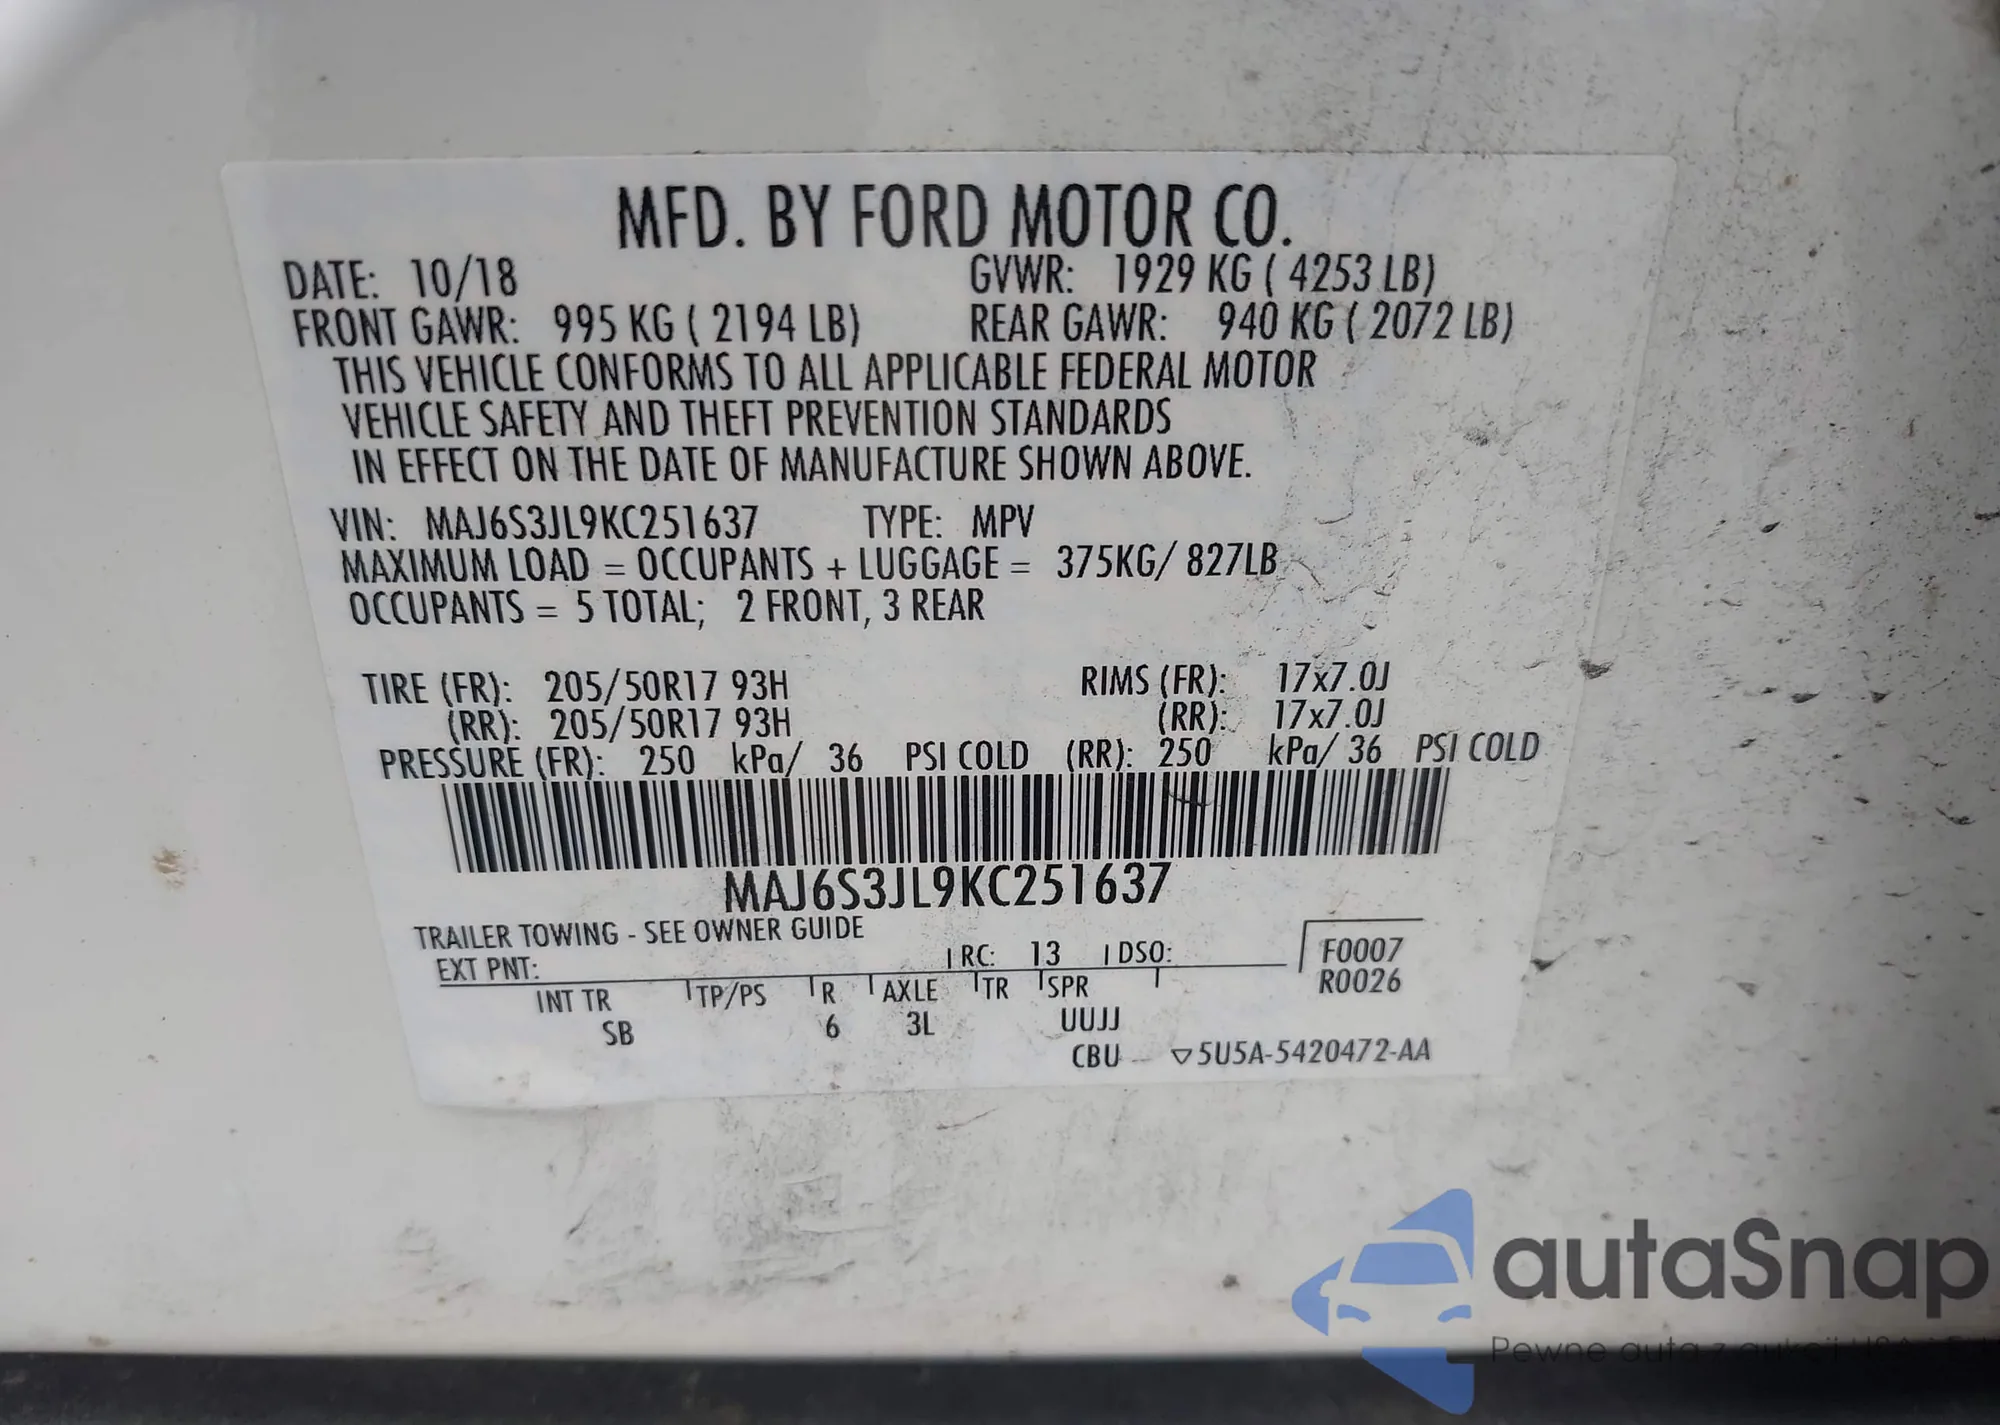 MFD. BY FORD MOTOR CO.
DATE: 10/18 GVWR: 1929 KG ( 4253 LB)
FRONT GAWR: 995 KG ( 2194 LB) REAR GAWR: 940 KG ( 2072 LB)
THIS VEHICLE CONFORMS TO ALL APPLICABLE FEDERAL MOTOR
VEHICLE SAFETY AND THEFT PREVENTION STANDARDS
IN EFFECT ON THE DATE OF MANUFACTURE SHOWN ABOVE.
VIN: MAJ6S3JL9KC251637 TYPE: MPV
MAXIMUM LOAD = OCCUPANTS + LUGGAGE = 375KG/ 827LB
OCCUPANTS = 5 TOTAL; 2 FRONT, 3 REAR
TIRE (FR): 205/50R17 93H RIMS (FR): 17x7.0J
(RR): 205/50R17 93H (RR): 17x7.0J
PRESSURE (FR): 250 kPa/ 36 PSI COLD (RR): 250 kPa/ 36 PSI COLD
MAJ6S3JL9KC251637
TRAILER TOWING - SEE OWNER GUIDE
EXT PNT: RC: 13 DSO: F0007
INT TR TP/PS R AXLE TR SPR R0026
SB 6 3L UUJJ
CBU ▽5U5A-5420472-AA
autaSnap
Pewne auta z aukcji USA i